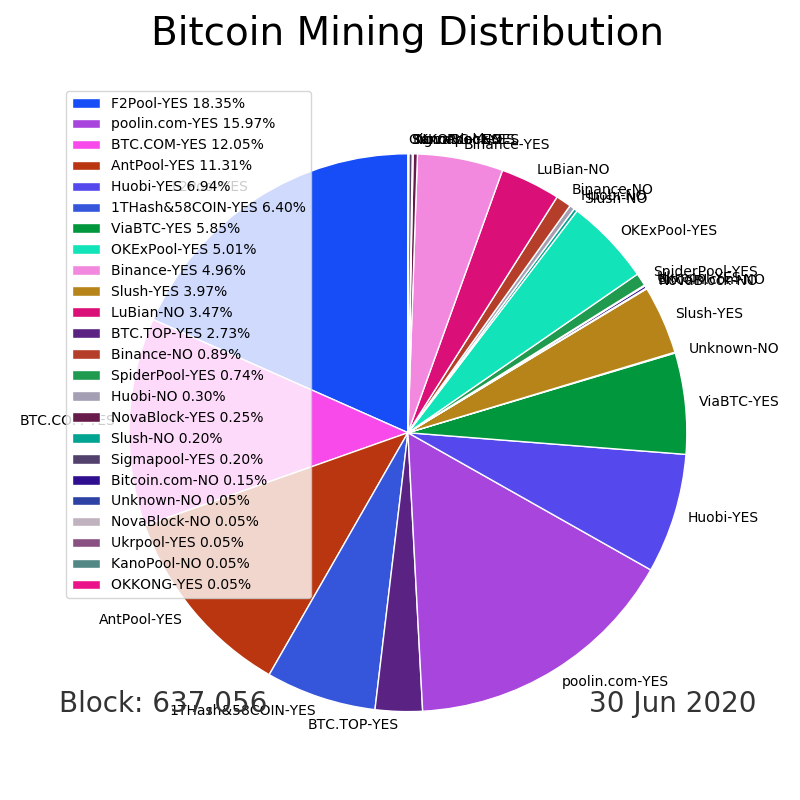 Bitcoin Mining Distribution
F2Pool-YES 18.35%
poolin.com-YES 15.97%
BTC.COM-YES 12.05%
AntPool-YES 11.31%
Huobi-YES 6.94%
1THash&58COIN-YES 6.40%
ViaBTC-YES 5.85%
OKExPool-YES 5.01%
Binance-YES 4.96%
Slush-YES 3.97%
LuBian-NO 3.47%
BTC.TOP-YES 2.73%
Binance-NO 0.89%
SpiderPool-YES 0.74%
Huobi-NO 0.30%
NovaBlock-YES 0.25%
Slush-NO 0.20%
Sigmapool-YES 0.20%
Bitcoin.com-NO 0.15%
Unknown-NO 0.05%
NovaBlock-NO 0.05%
Ukrpool-YES 0.05%
KanoPool-NO 0.05%
OKKONG-YES 0.05%
Binance-YES
LuBian-NO
Binance-NO
Huobi-NO
Slush-NO
OKExPool-YES
SpiderPool-YES
NovaBlock-NO
Slush-YES
Unknown-NO
ViaBTC-YES
Huobi-YES
poolin.com-YES
BTC.TOP-YES
1THash&58COIN-YES
AntPool-YES
BTC.COM-YES
Block: 637,056
30 Jun 2020